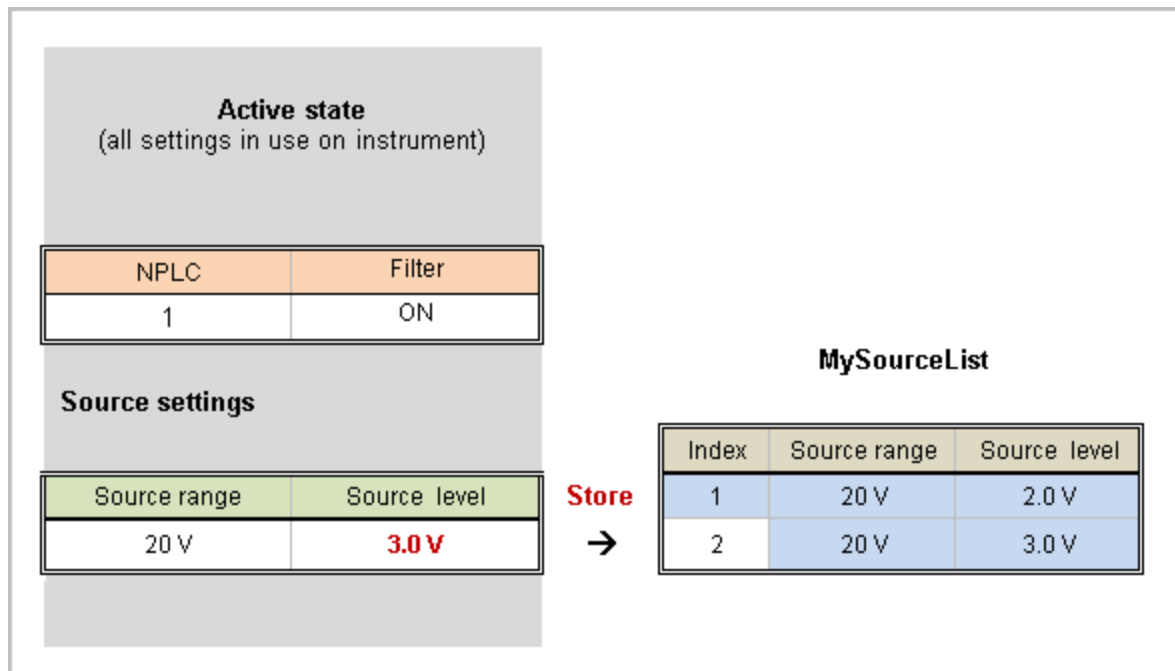 Active state
(all settings in use on instrument)
NPLC Filter
1 ON
Source settings
Source range Source level
20 V 3.0 V
Store
→
MySourceList
Index Source range Source level
1 20 V 2.0 V
2 20 V 3.0 V